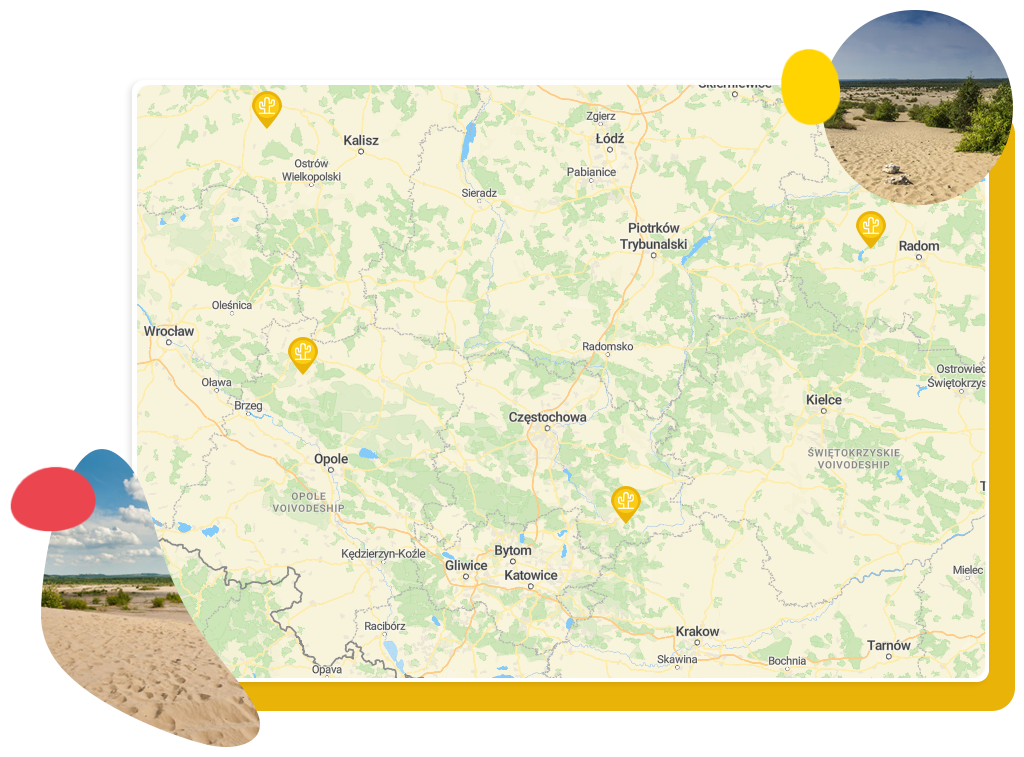 Skierniewice
Zgierz
Łódź
Kalisz
Ostrów
Wielkopolski
Pabianice
Sieradz
Piotrków
Trybunalski
Radom
Oleśnica
Wrocław
Radomsko
Ostrowiec
Świętokrzys
Oława
Brzeg
Kielce
Częstochowa
Opole
ŚWIĘTOKRZYSKIE
VOIVODESHIP
OPOLE
VOIVODESHIP
T
Kędzierzyn-Koźle
Bytom
Gliwice
Katowice
Mielec
Racibórz
Krakow
Tarnów
Skawina
Bochnia
Opava